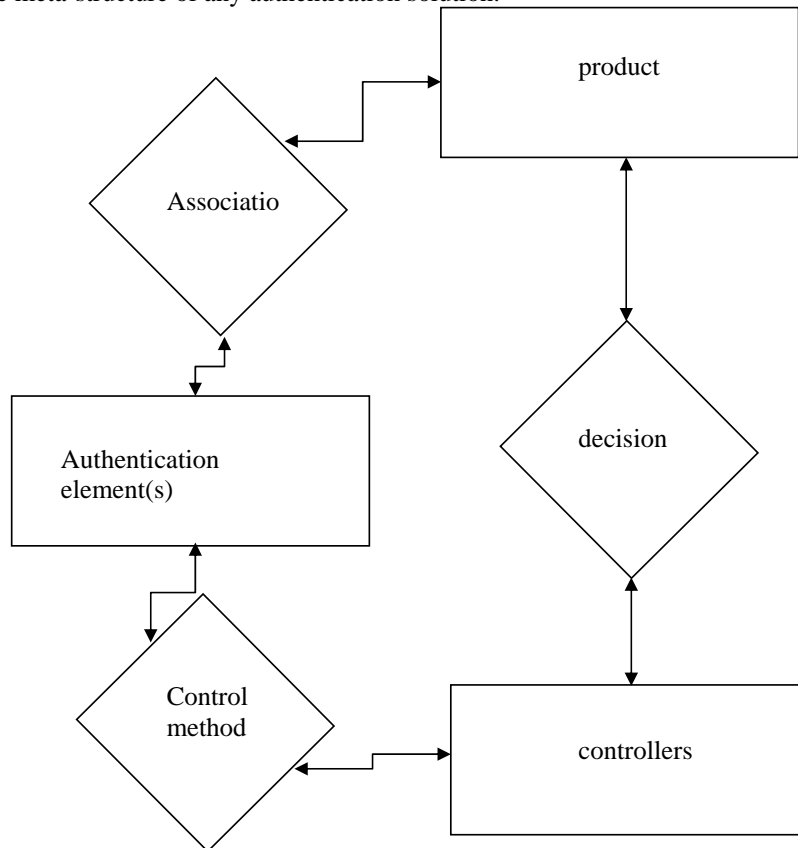 meta-structure of any authentication solution.
product
Associatio
decision
Authentication
element(s)
Control
method
controllers